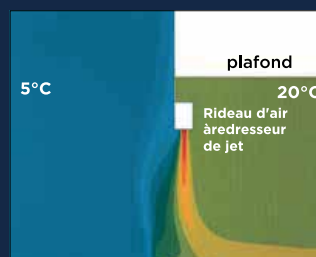 plafond
5°C
20°C
Rideau d'air
àredresseur
de jet